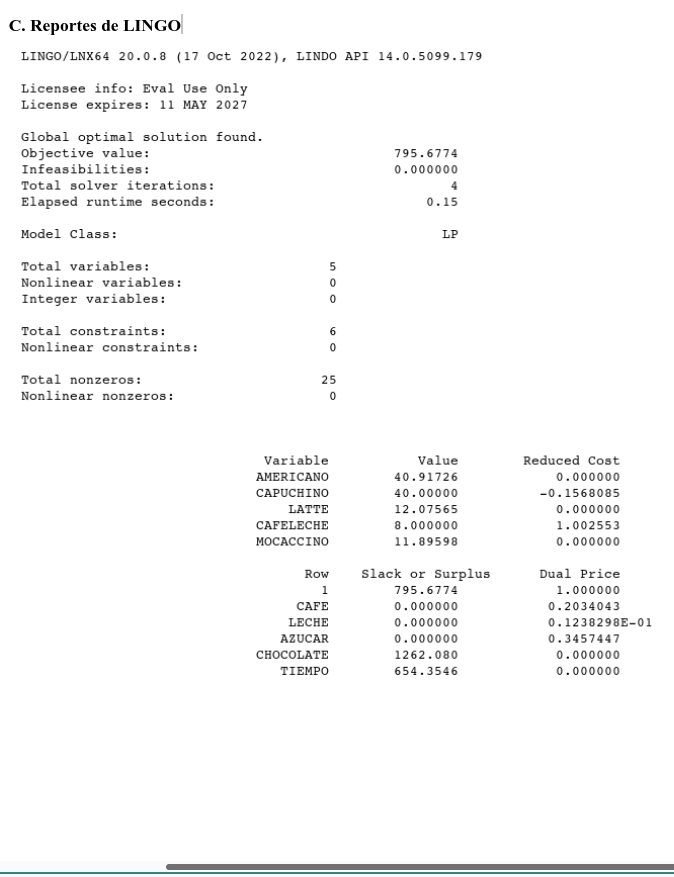 C. Reportes de LINGO
LINGO/LNX64 20.0.8 (17 Oct 2022), LINDO API 14.0.5099.179
Licensee info: Eval Use Only
License expires: 11 MAY 2027
Global optimal solution found.
Objective value: 795.6774
Infeasibilities: 0.000000
Total solver iterations: 4
Elapsed runtime seconds: 0.15
Model Class: LP
Total variables: 5
Nonlinear variables: 0
Integer variables: 0
Total constraints: 6
Nonlinear constraints: 0
Total nonzeros: 25
Nonlinear nonzeros: 0
Variable Value Reduced Cost
AMERICANO 40.91726 0.000000
CAPUCHINO 40.00000 -0.1568085
LATTE 12.07565 0.000000
CAFELECHE 8.000000 1.002553
MOCACCINO 11.89598 0.000000
Row Slack or Surplus Dual Price
1 795.6774 1.000000
CAFE 0.000000 0.2034043
LECHE 0.000000 0.1238298E-01
AZUCAR 0.000000 0.3457447
CHOCOLATE 1262.080 0.000000
TIEMPO 654.3546 0.000000